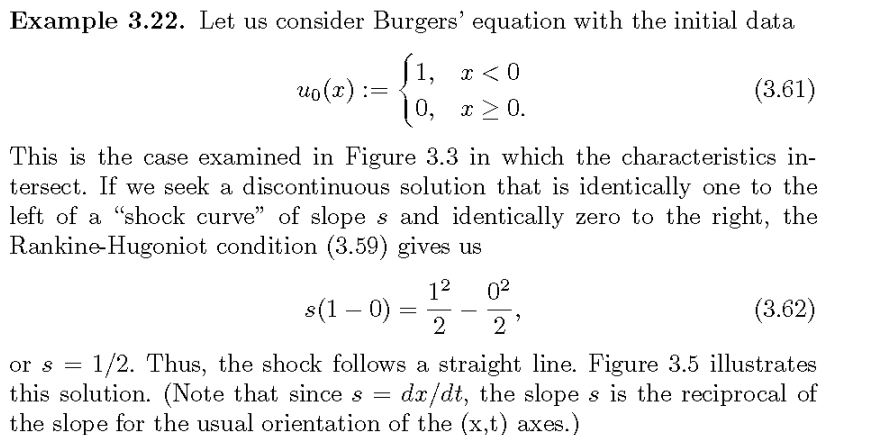 Example 3.22. Let us consider Burgers' equation with the initial data
u₀(x) := {1, x < 0
{0, x ≥ 0. (3.61)
This is the case examined in Figure 3.3 in which the characteristics in-
tersect. If we seek a discontinuous solution that is identically one to the
left of a “shock curve” of slope s and identically zero to the right, the
Rankine-Hugoniot condition (3.59) gives us
s(1 − 0) = 1²/2 − 0²/2, (3.62)
or s = 1/2. Thus, the shock follows a straight line. Figure 3.5 illustrates
this solution. (Note that since s = dx/dt, the slope s is the reciprocal of
the slope for the usual orientation of the (x,t) axes.)